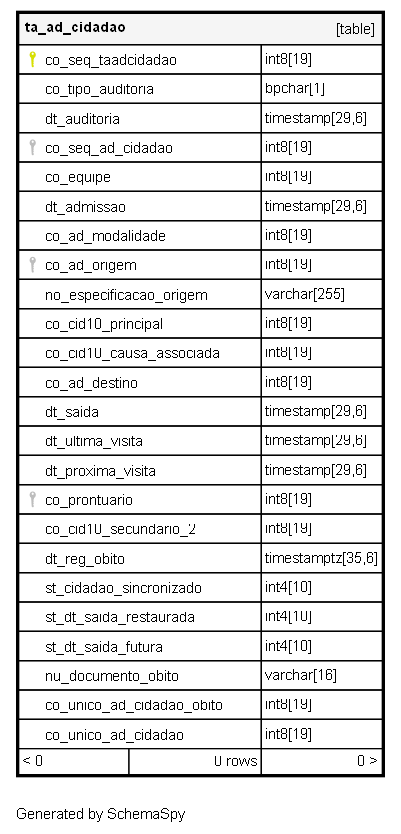 ta_ad_cidadao [table]
co_seq_taadcidadao int8[19]
co_tipo_auditoria bpchar[1]
dt_auditoria timestamp[29,6]
co_seq_ad_cidadao int8[19]
co_equipe int8[19]
dt_admissao timestamp[29,6]
co_ad_modalidade int8[19]
co_ad_origem int8[19]
no_especificacao_origem varchar[255]
co_cid10_principal int8[19]
co_cid10_causa_associada int8[19]
co_ad_destino int8[19]
dt_saida timestamp[29,6]
dt_ultima_visita timestamp[29,6]
dt_proxima_visita timestamp[29,6]
co_prontuario int8[19]
co_cid10_secundario_2 int8[19]
dt_reg_obito timestamptz[35,6]
st_cidadao_sincronizado int4[10]
st_dt_saida_restaurada int4[10]
st_dt_saida_futura int4[10]
nu_documento_obito varchar[16]
co_unico_ad_cidadao_obito int8[19]
co_unico_ad_cidadao int8[19]
< 0 0 rows 0 >
Generated by SchemaSpy